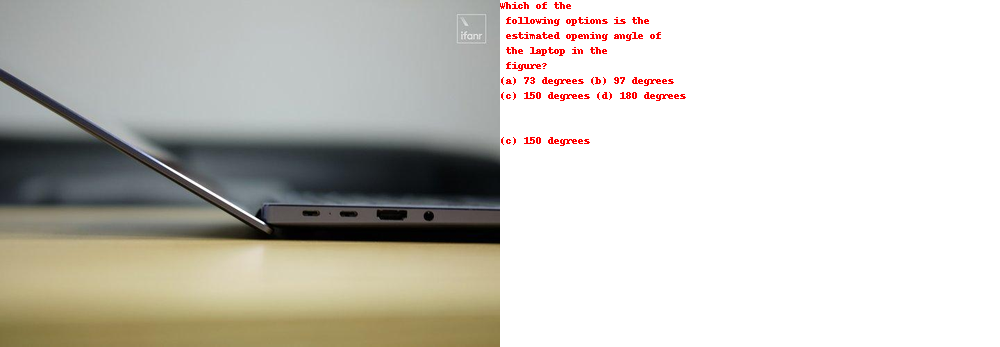 ifanr
Which of the
following options is the
estimated opening angle of
the laptop in the
figure?
(a) 73 degrees (b) 97 degrees
(c) 150 degrees (d) 180 degrees
(c) 150 degrees